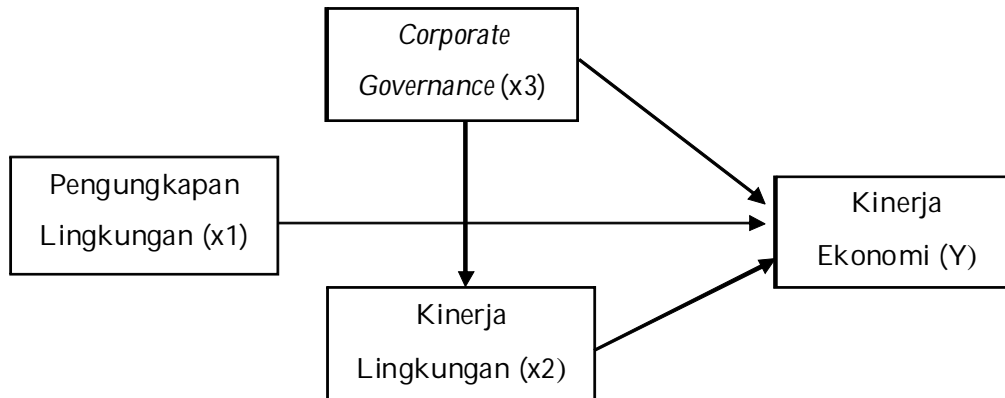 Corporate
Governance (x3)
Pengungkapan
Lingkungan (x1)
Kinerja
Ekonomi (Y)
Kinerja
Lingkungan (x2)